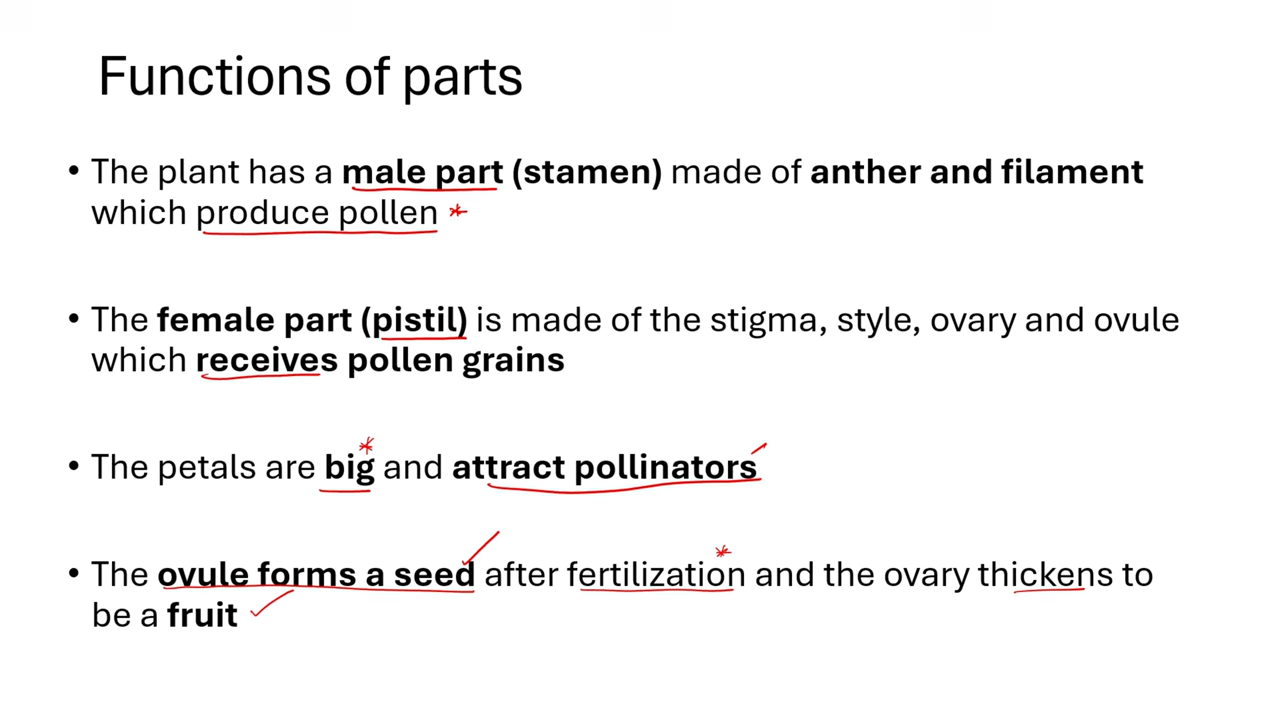 Functions of parts
• The plant has a male part (stamen) made of anther and filament
which produce pollen *
• The female part (pistil) is made of the stigma, style, ovary and ovule
which receives pollen grains
• The petals are big and attract pollinators
• The ovule forms a seed after fertilization and the ovary thickens to
be a fruit